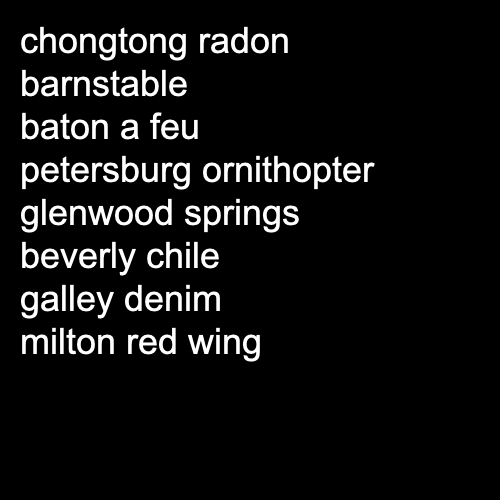 chongtong radon
barnstable
baton a feu
petersburg ornithopter
glenwood springs
beverly chile
galley denim
milton red wing